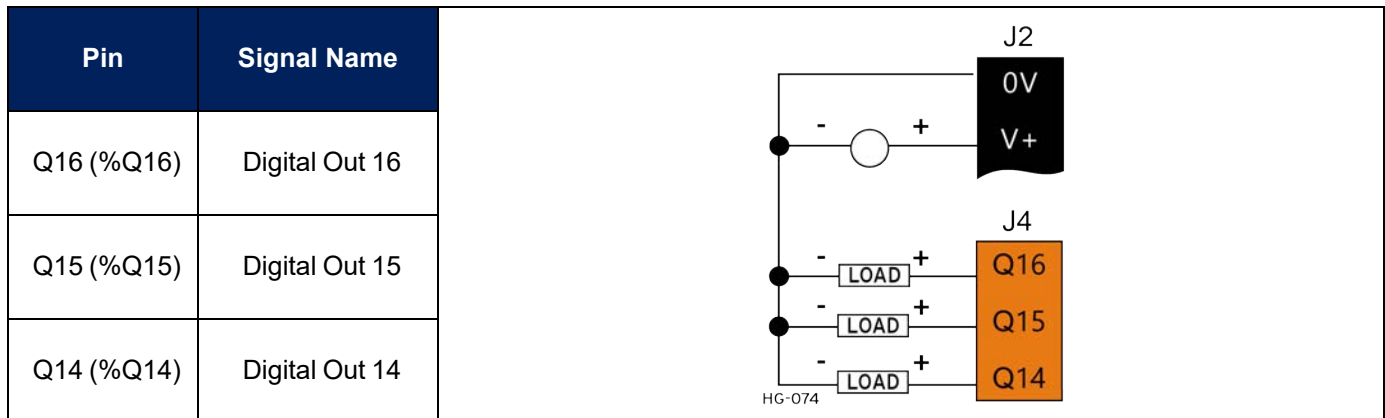 Pin Signal Name
Q16 (%Q16) Digital Out 16
Q15 (%Q15) Digital Out 15
Q14 (%Q14) Digital Out 14
J2
0V
- +
V+
J4
- +
Q16
LOAD
- +
Q15
LOAD
- +
Q14
LOAD
HG-074